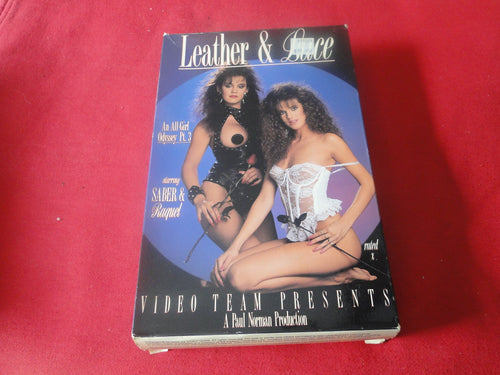 Leather & Lace
An All Girl
Odyssey Pt. 3
starring
SABER &
Raquel
rated
x
VIDEO TEAM PRESENTS
A Paul Norman Production